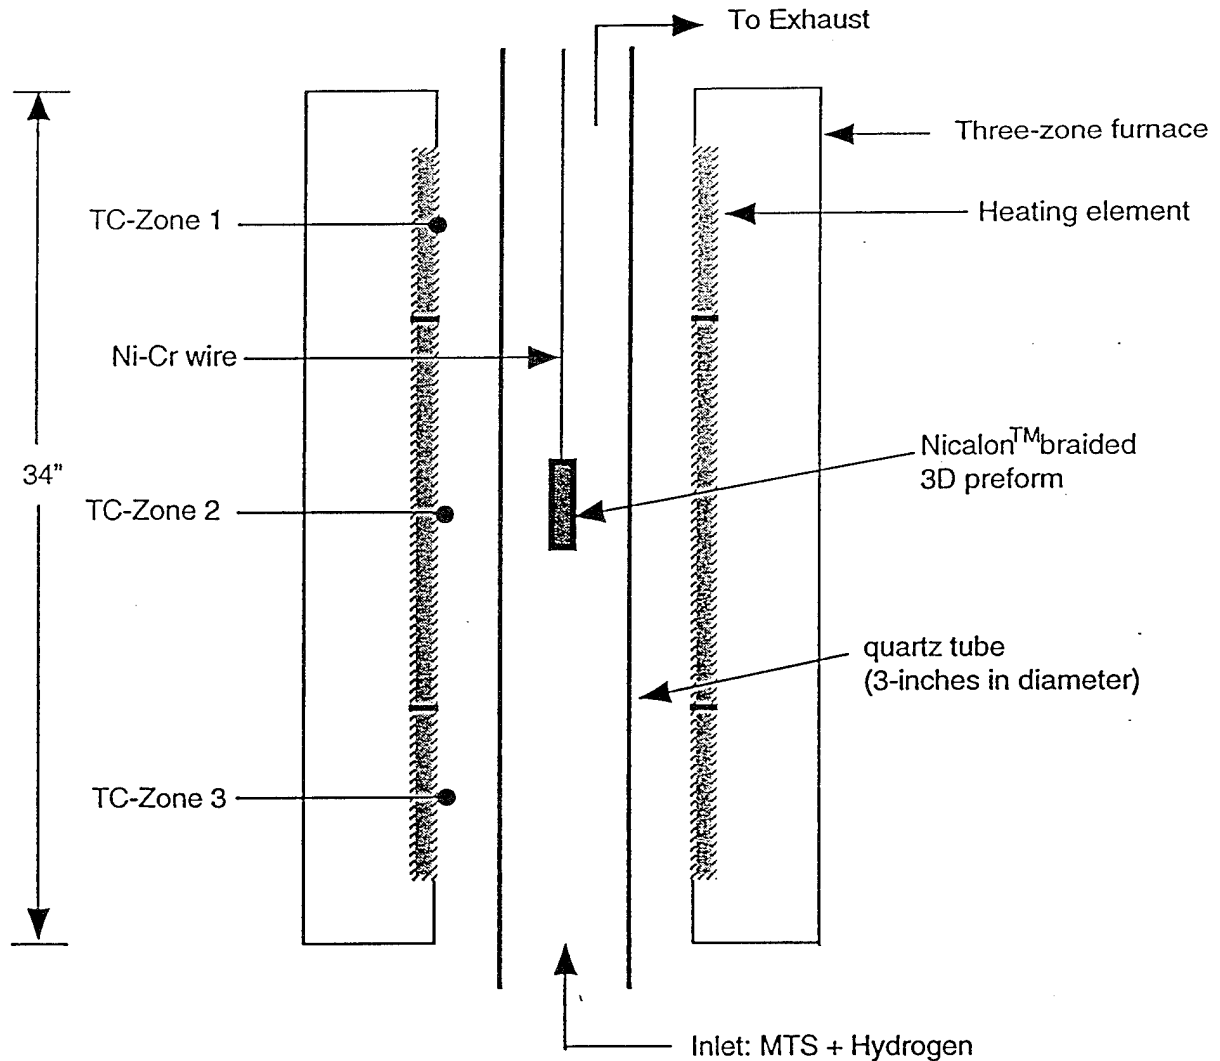 To Exhaust
Three-zone furnace
TC-Zone 1
Heating element
Ni-Cr wire
Nicalon™braided
3D preform
34”
TC-Zone 2
quartz tube
(3-inches in diameter)
TC-Zone 3
Inlet: MTS + Hydrogen